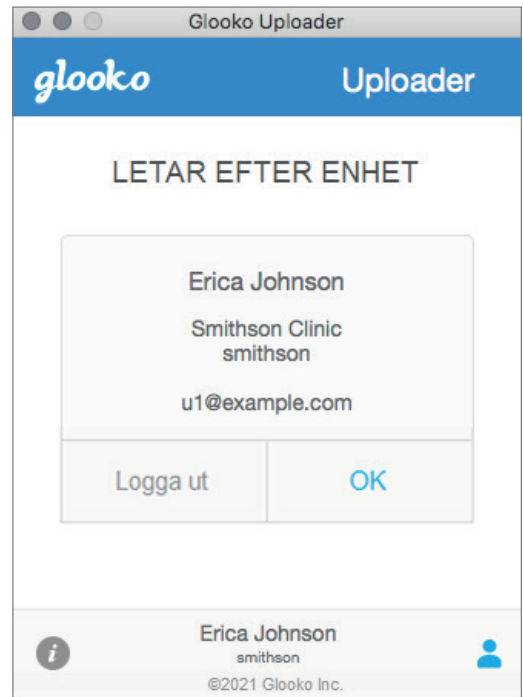 Glooko Uploader
glooko Uploader
LETAR EFTER ENHET
Erica Johnson
Smithson Clinic
smithson
u1@example.com
Logga ut OK
i
Erica Johnson
smithson
©2021 Glooko Inc.